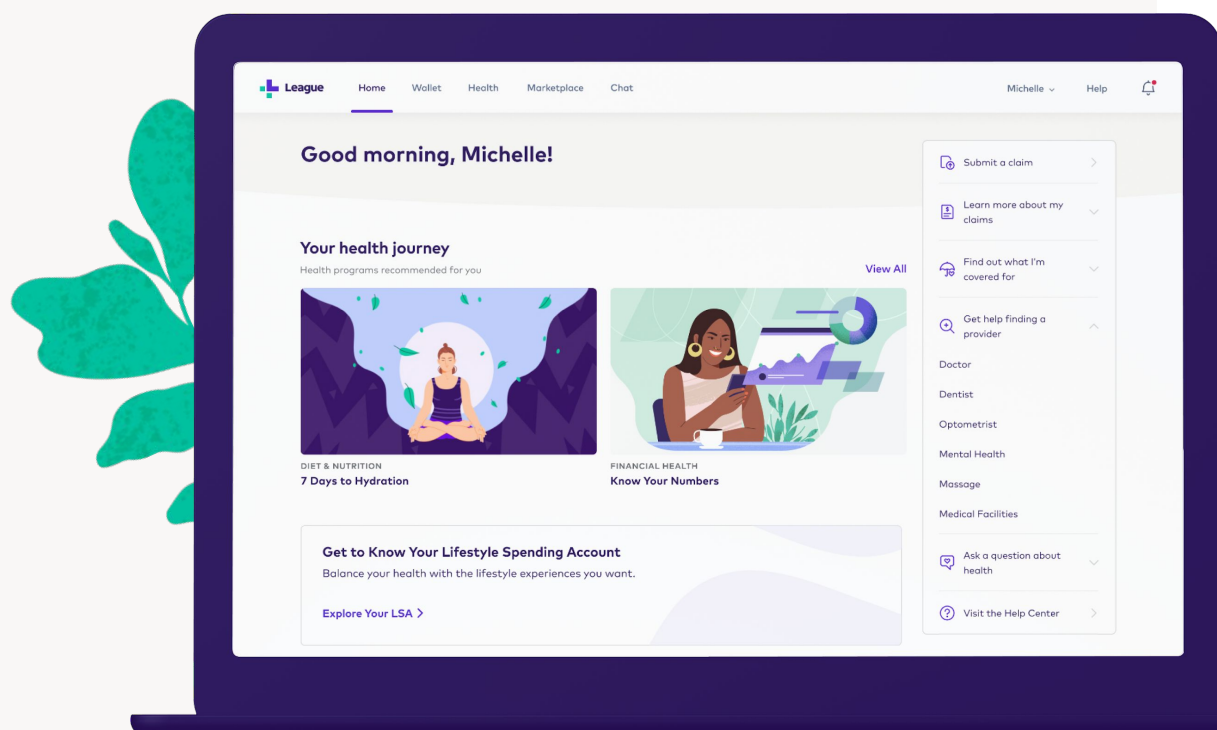 League
Home
Wallet
Health
Marketplace
Chat
Michelle
Help
Good morning, Michelle!
Your health journey
Health programs recommended for you
View All
DIET & NUTRITION
7 Days to Hydration
FINANCIAL HEALTH
Know Your Numbers
Get to Know Your Lifestyle Spending Account
Balance your health with the lifestyle experiences you want.
Explore Your LSA
Submit a claim
Learn more about my
claims
Find out what I'm
covered for
Get help finding a
provider
Doctor
Dentist
Optometrist
Mental Health
Massage
Medical Facilities
Ask a question about
health
Visit the Help Center